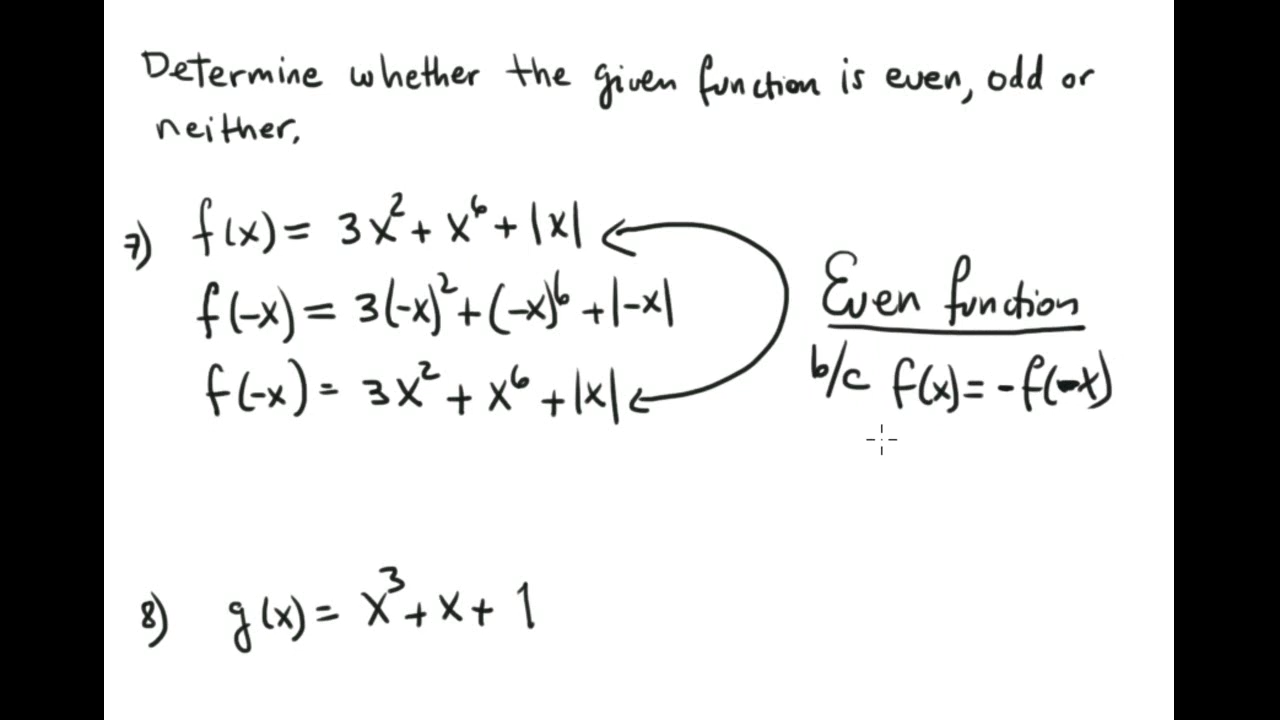 Determine whether the given function is even, odd or
neither.
7) f(x) = 3x² + x⁶ + |x|
f(-x) = 3(-x)² + (-x)⁶ + |-x|
f(-x) = 3x² + x⁶ + |x|
Even function
b/c f(x) = -f(-x)
8) g(x) = x³ + x + 1